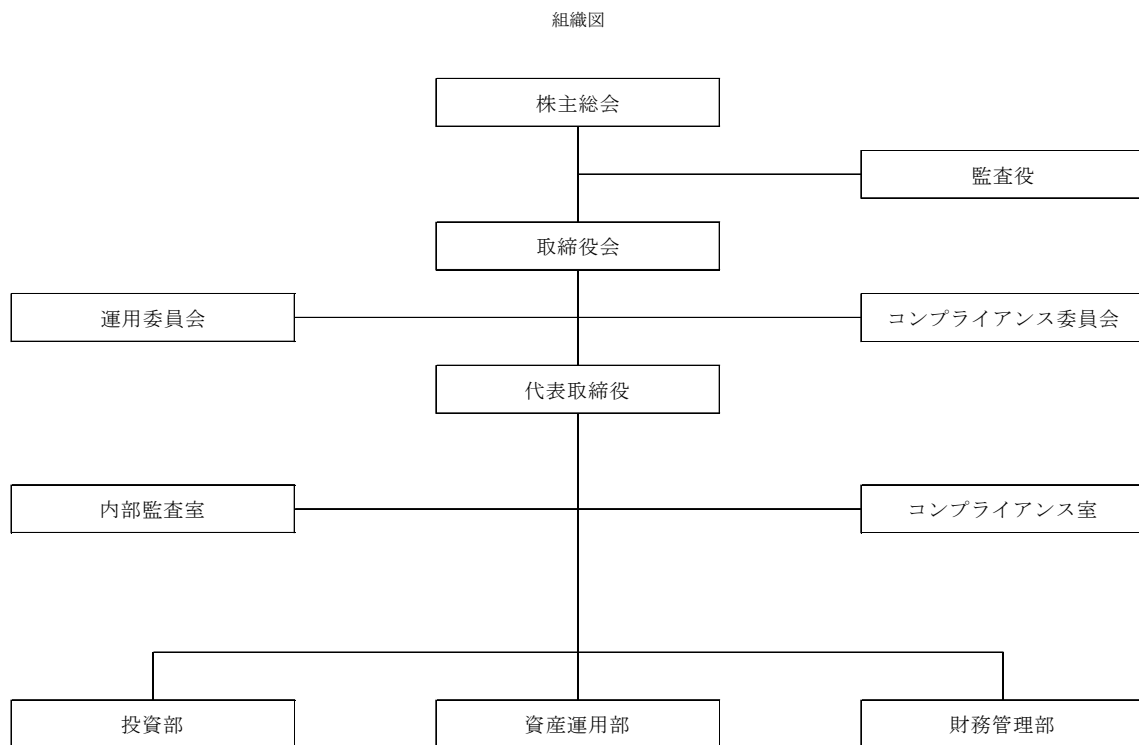 組織図
株主総会
監査役
取締役会
運用委員会
コンプライアンス委員会
代表取締役
内部監査室
コンプライアンス室
投資部
資産運用部
財務管理部